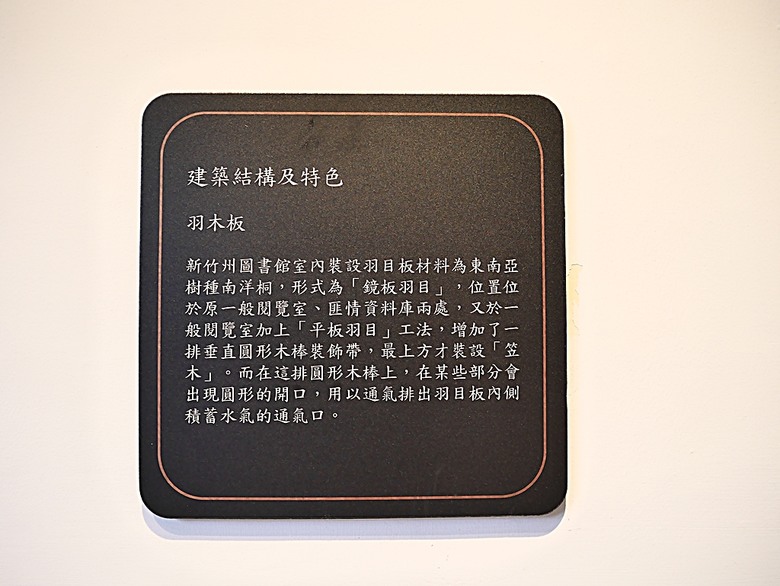 建築結構及特色
羽木板
新竹州圖書館室內裝設羽目板材料為東南亞
樹種南洋桐，形式為「鏡板羽目」，位置位
於原一般閱覽室、匪情資料庫兩處，又於一
般閱覽室加上「平板羽目」工法，增加了一
排垂直圓形木棒裝飾帶，最上方才裝設「笠
木」。而在這排圓形木棒上，在某些部分會
出現圓形的開口，用以通氣排出羽目板內側
積蓄水氣的通氣口。